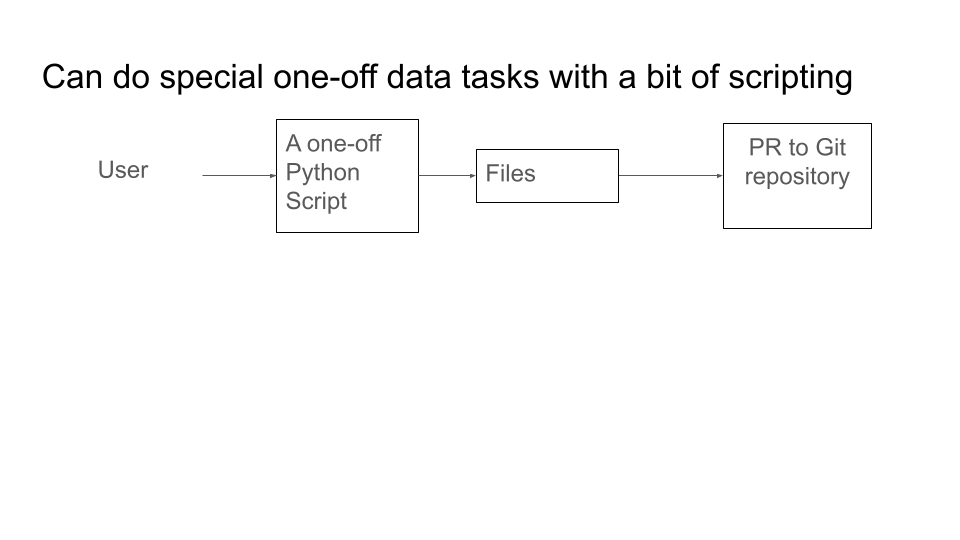 Can do special one-off data tasks with a bit of scripting
User
A one-off
Python
Script
Files
PR to Git
repository